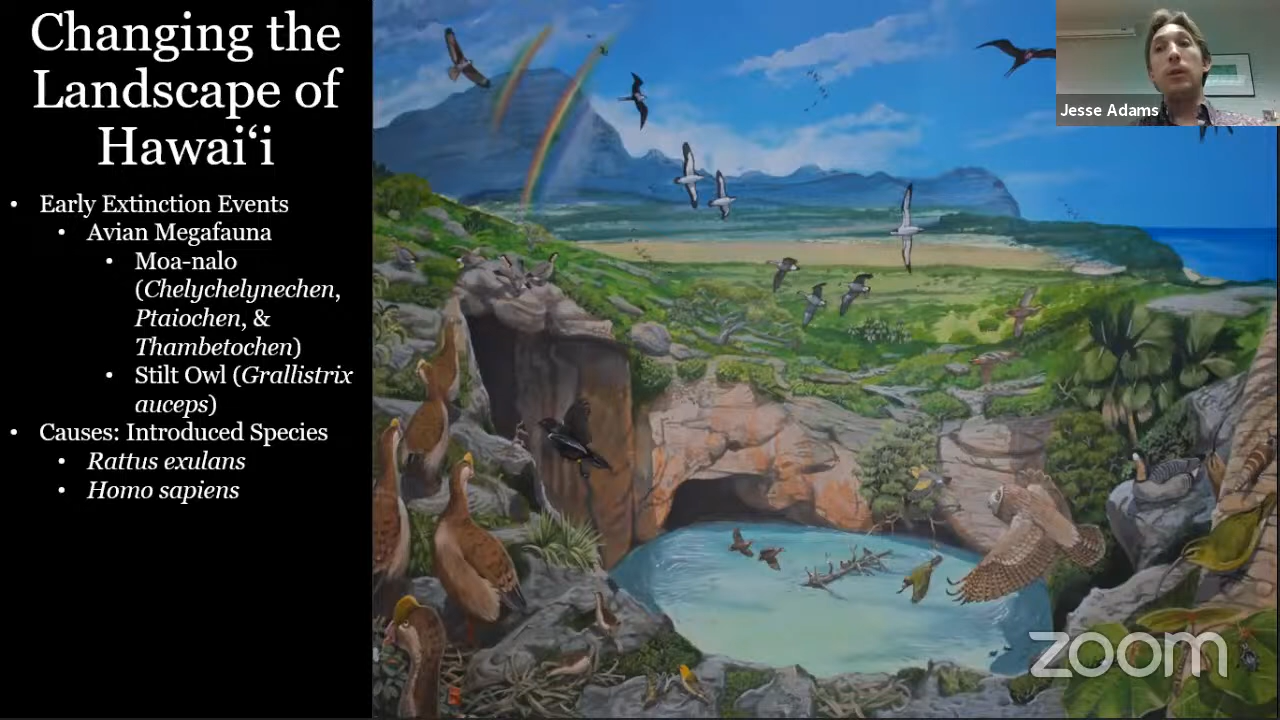 Changing the
Landscape of
Hawai‘i
• Early Extinction Events
• Avian Megafauna
• Moa-nalo
(Chelychelynechen,
Ptaiochen, &
Thambetochen)
• Stilt Owl (Grallistrix
auceps)
• Causes: Introduced Species
• Rattus exulans
• Homo sapiens
Jesse Adams
zoom